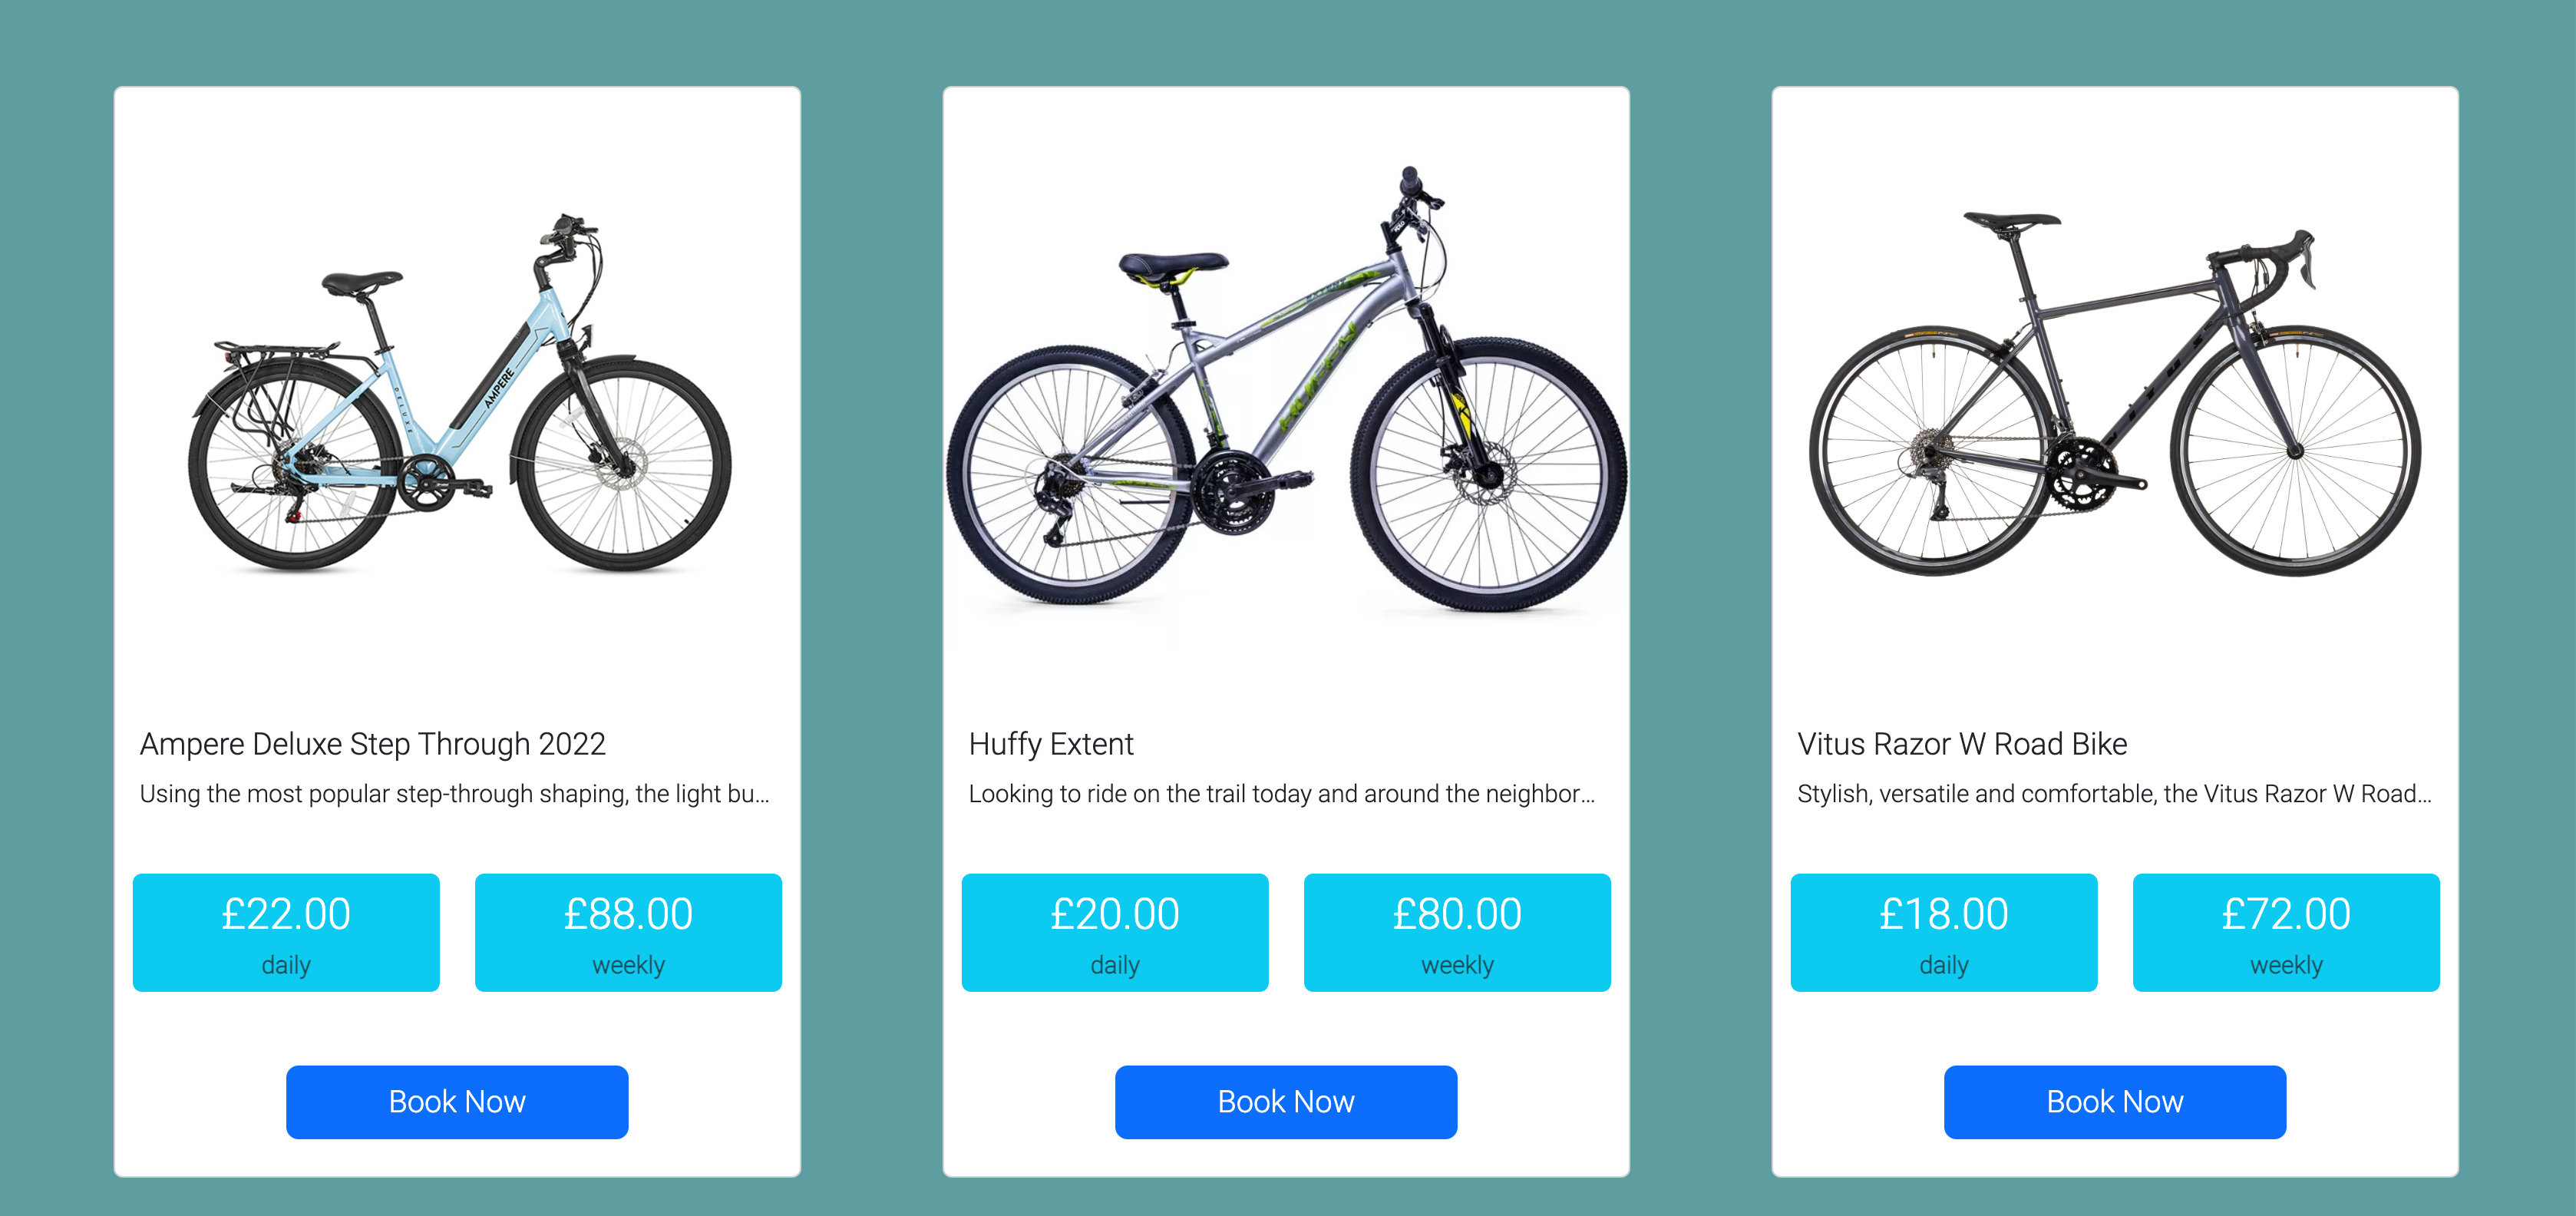 AMPERE
DELUXE
HUFFY
VITUS
Ampere Deluxe Step Through 2022
Using the most popular step-through shaping, the light bu...
£22.00
daily
£88.00
weekly
Book Now
Huffy Extent
Looking to ride on the trail today and around the neighbor...
£20.00
daily
£80.00
weekly
Book Now
Vitus Razor W Road Bike
Stylish, versatile and comfortable, the Vitus Razor W Road...
£18.00
daily
£72.00
weekly
Book Now